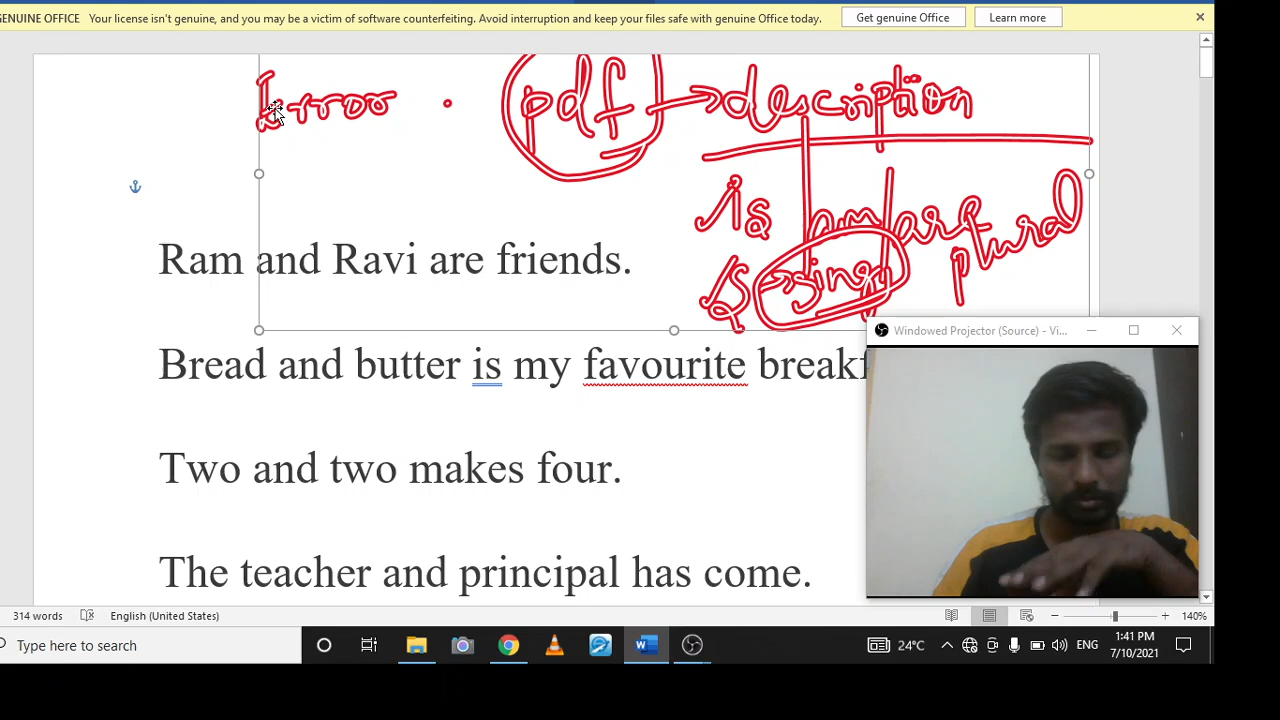 GENUINE OFFICE Your license isn't genuine, and you may be a victim of software counterfeiting. Avoid interruption and keep your files safe with genuine Office today. Get genuine Office Learn more
Error . pdf → description
is am are
plural
singu
Ram and Ravi are friends.
Windowed Projector (Source) - Vi...
Bread and butter is my favourite breakf
Two and two makes four.
The teacher and principal has come.
314 words English (United States) 140%
Type here to search 24°C ENG 1:41 PM
7/10/2021